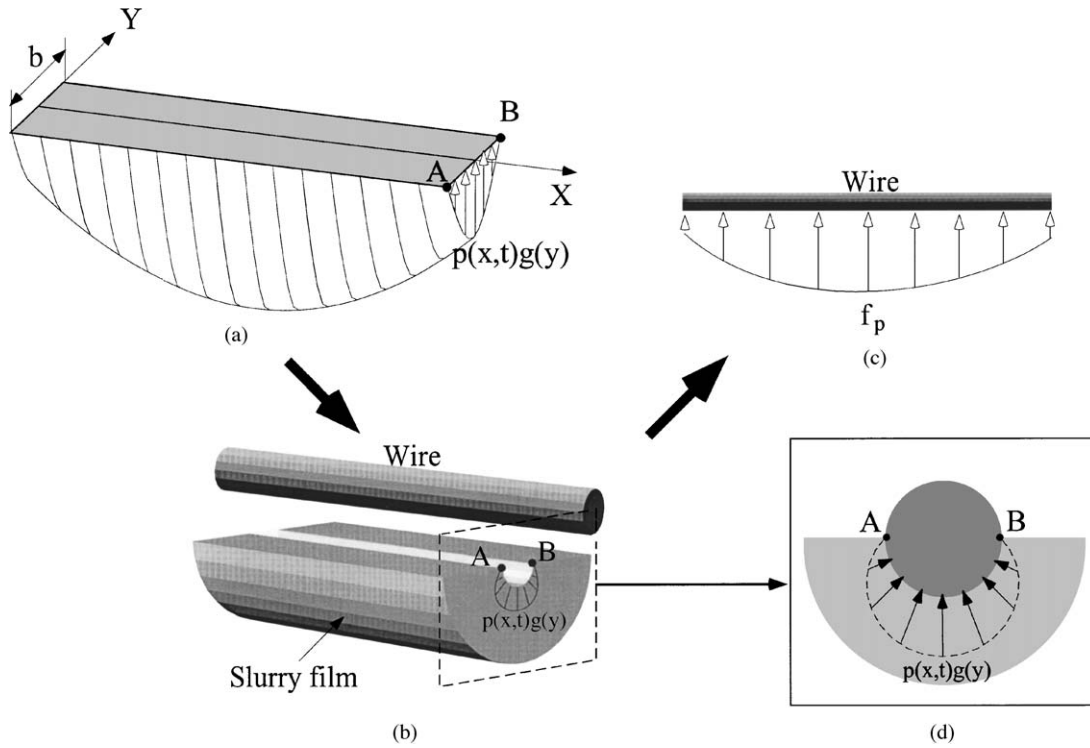 Y
b
B
A
X
p(x,t)g(y)
(a)
Wire
f_p
(c)
Wire
A
B
p(x,t)g(y)
Slurry film
(b)
A
B
p(x,t)g(y)
(d)